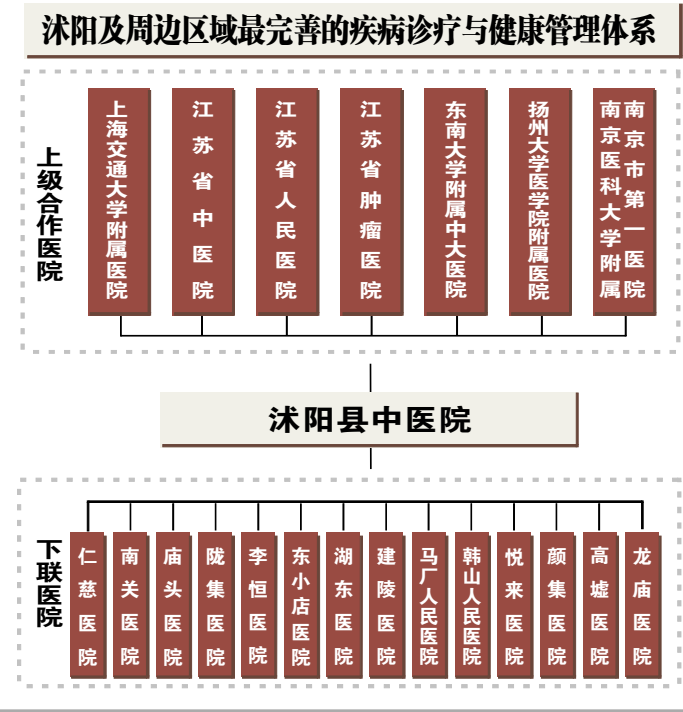 沭阳及周边区域最完善的疾病诊疗与健康管理体系
上级合作医院
上海交通大学附属医院
江苏省中医院
江苏省人民医院
江苏省肿瘤医院
东南大学附属中大医院
扬州大学医学院附属医院
南京医科大学附属
南京市第一医院
沭阳县中医院
下联医院
仁慈医院
南关医院
庙头医院
陇集医院
李恒医院
东小店医院
湖东医院
建陵医院
马厂人民医院
韩山人民医院
悦来医院
颜集医院
高墟医院
龙庙医院